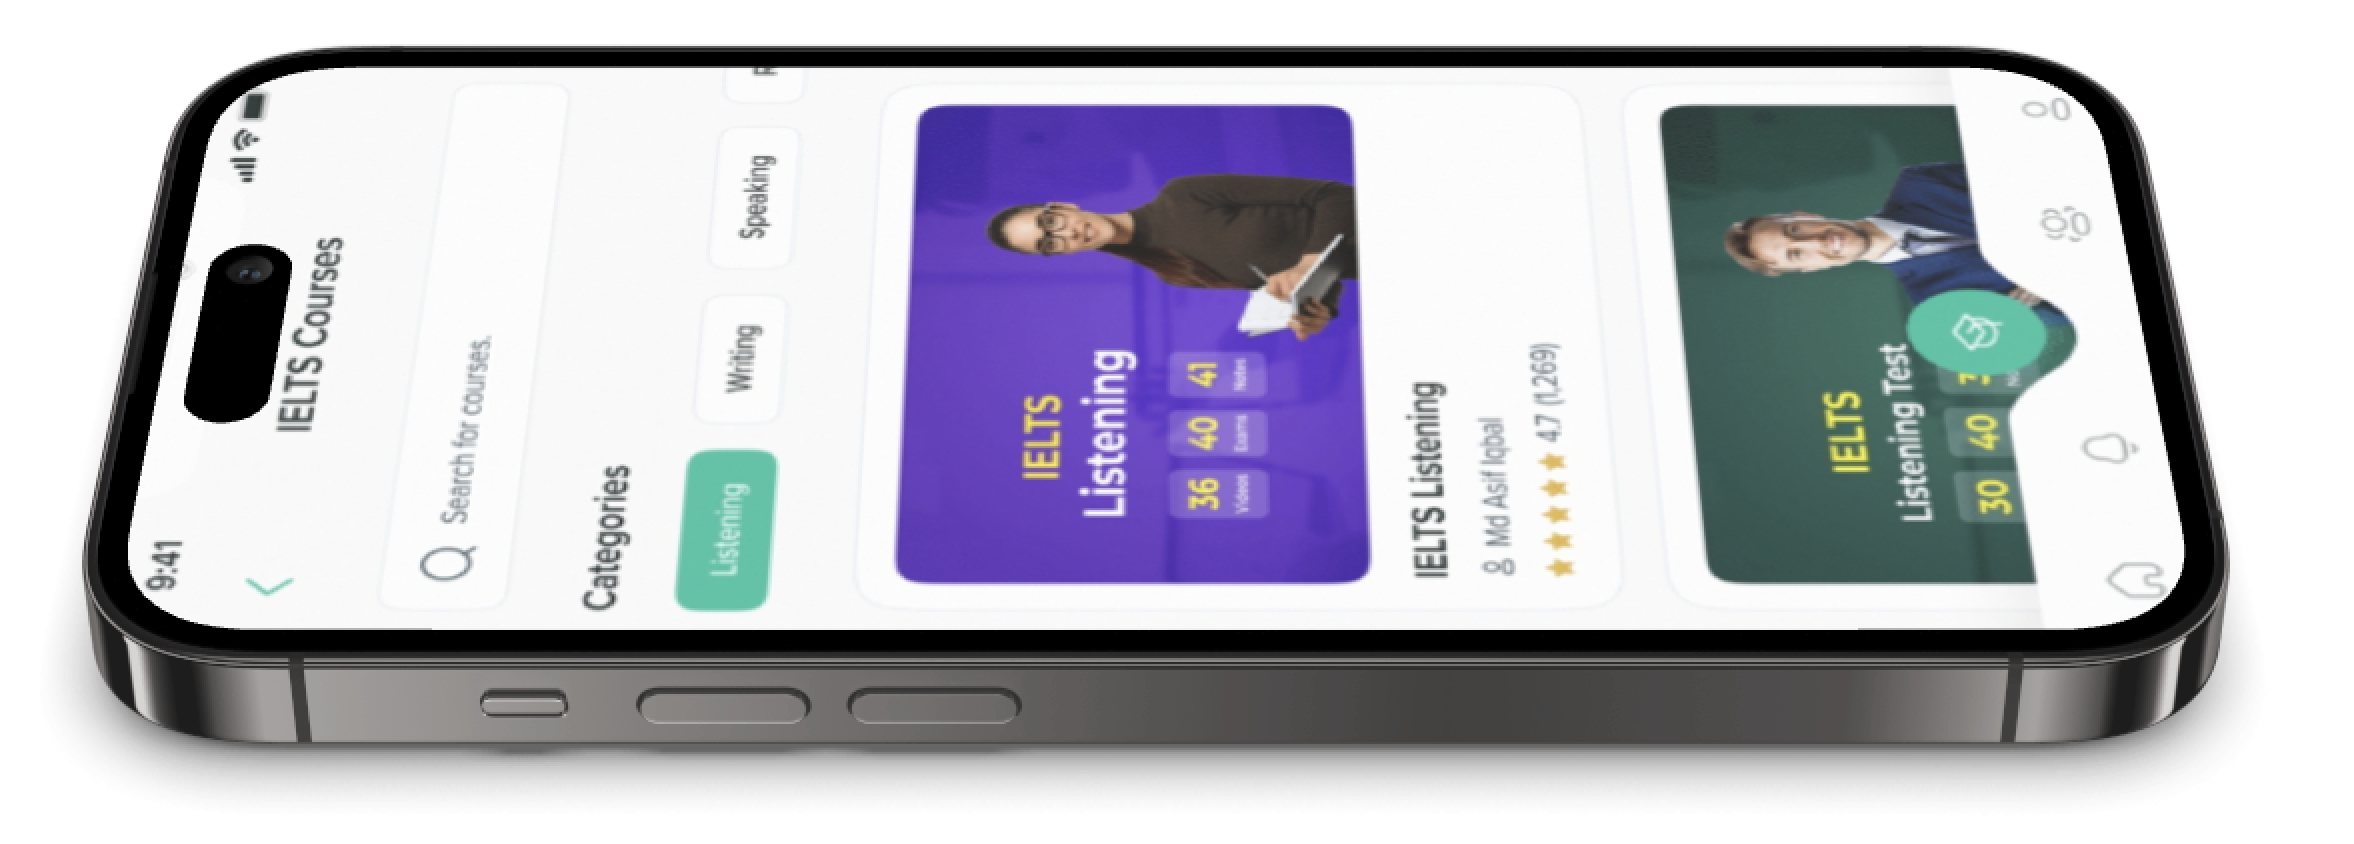 9:41
IELTS Courses
Search for courses.
Categories
Listening Writing Speaking R
IELTS
Listening
36 40 41
Videos Exams Notes
IELTS Listening
Md Asif Iqbal
4.7 (1,269)
IELTS
Listening Test
30 40